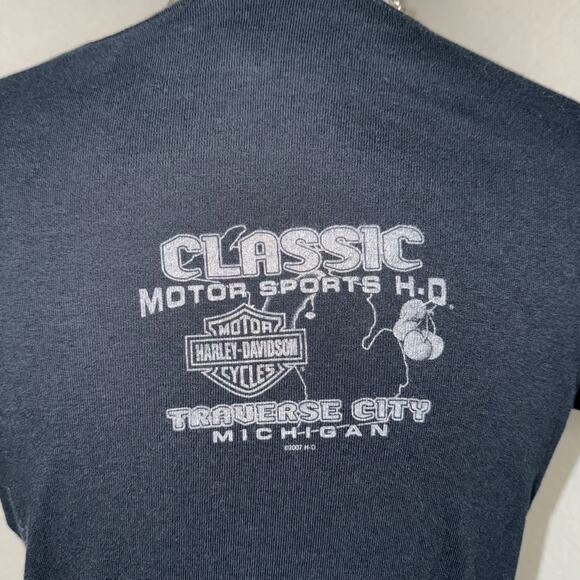 CLASSIC
MOTOR SPORTS H-D®
MOTOR
HARLEY-DAVIDSON
CYCLES
TRAVERSE CITY
MICHIGAN
©2007 H-D